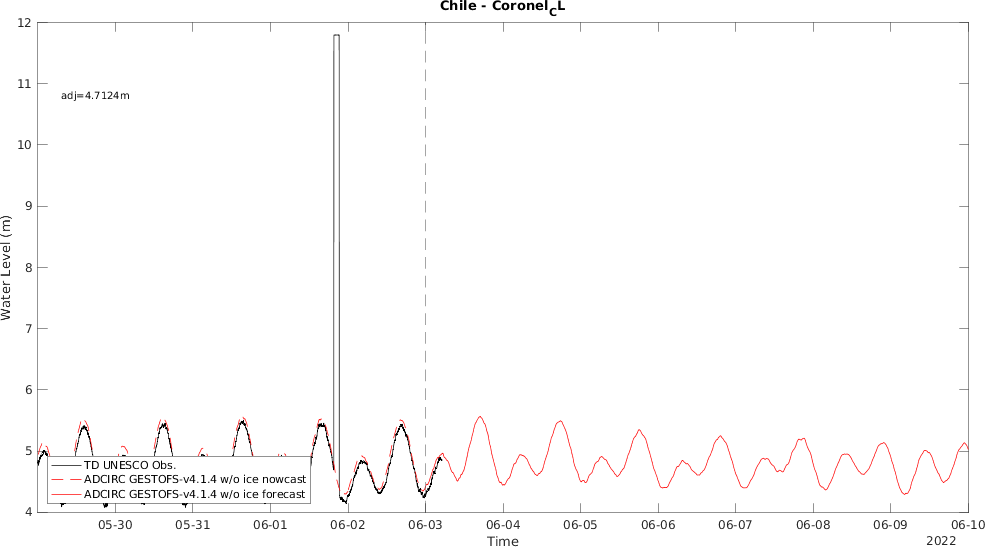 Chile - Coronel_CL
12
11
adj=4.7124m
10
9
8
7
6
5
4
Water Level (m)
TD UNESCO Obs.
ADCIRC GESTOFS-v4.1.4 w/o ice nowcast
ADCIRC GESTOFS-v4.1.4 w/o ice forecast
05-30 05-31 06-01 06-02 06-03 06-04 06-05 06-06 06-07 06-08 06-09 06-10
Time
2022